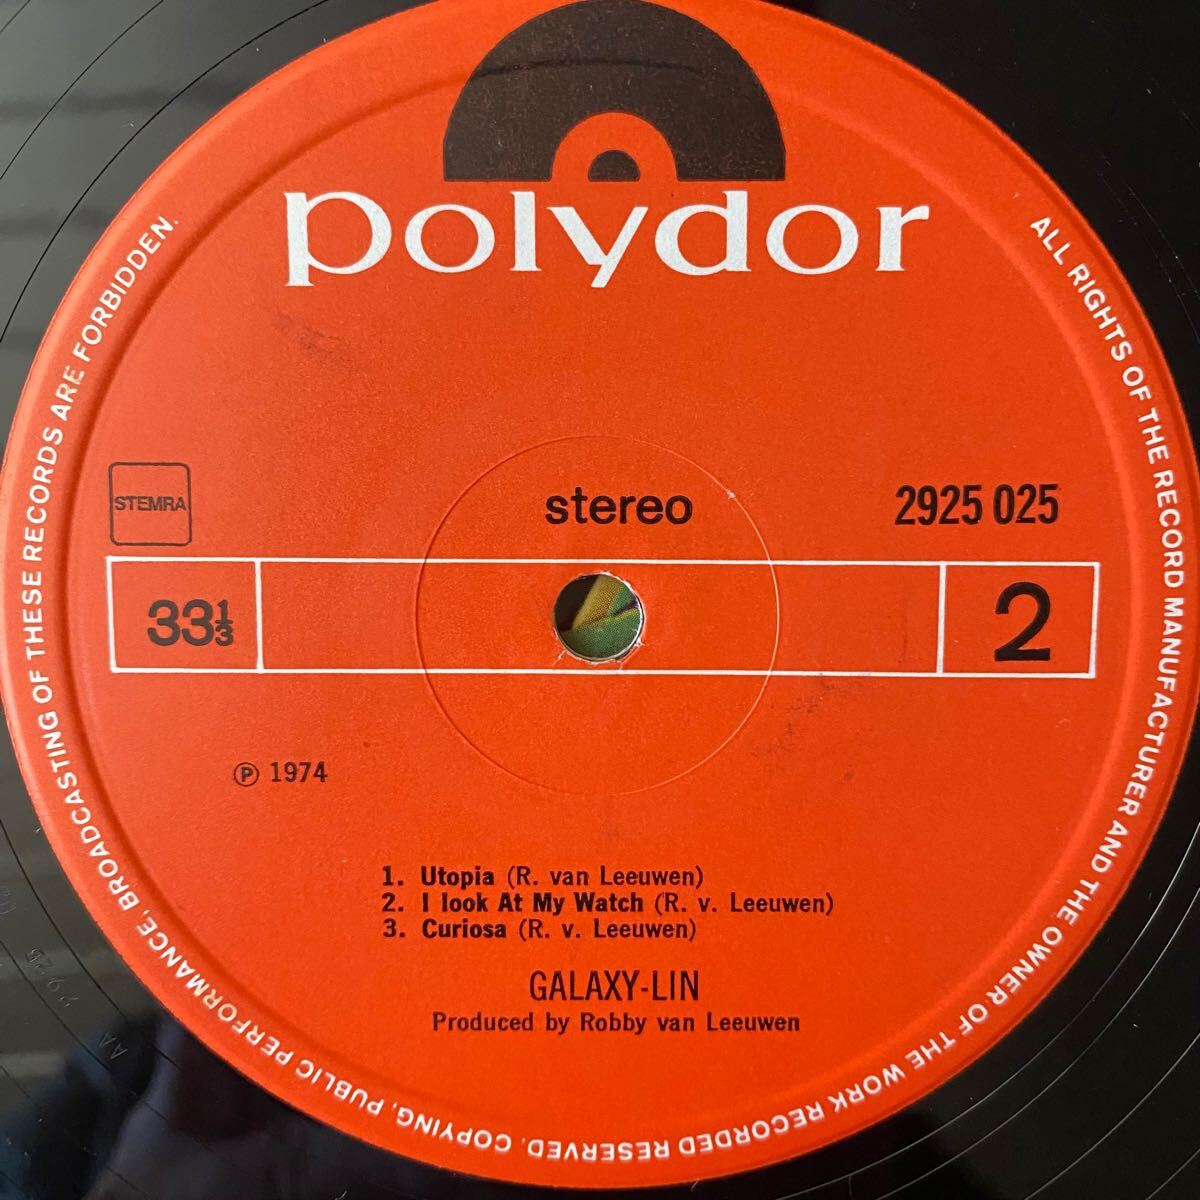 polydor
ALL RIGHTS OF THE RECORD MANUFACTURER AND THE OWNER OF THE WORK RECORDED RESERVED. COPYING, PUBLIC PERFORMANCE, BROADCASTING OF THESE RECORDS ARE FORBIDDEN.
STEMRA
stereo
2925 025
33⅓
2
Ⓟ 1974
1. Utopia (R. van Leeuwen)
2. I look At My Watch (R. v. Leeuwen)
3. Curiosa (R. v. Leeuwen)
GALAXY-LIN
Produced by Robby van Leeuwen
AA